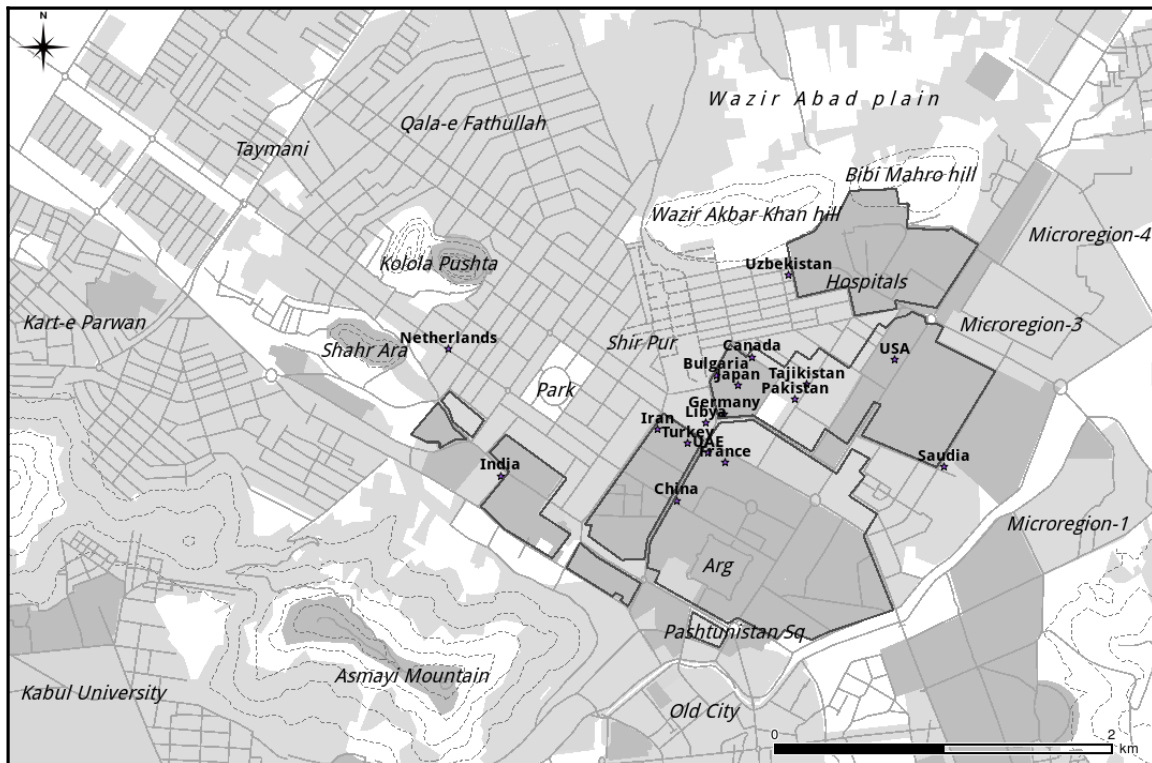 N
Wazir Abad plain
Qala-e Fathullah
Taymani
Bibi Mahro hill
Wazir Akbar Khan hill
Microregion-4
Kolola Pushta
Uzbekistan
Hospitals
Kart-e Parwan
Microregion-3
Netherlands
Shahr Ara
Shir Pur
Canada
USA
Bulgaria
Japan
Tajikistan
Park
Pakistan
Germany
Libya
Iran
Turkey
UAE
France
Saudia
India
China
Microregion-1
Arg
Pashtunistan Sq.
Asmayi Mountain
Kabul University
Old City
0
2
km